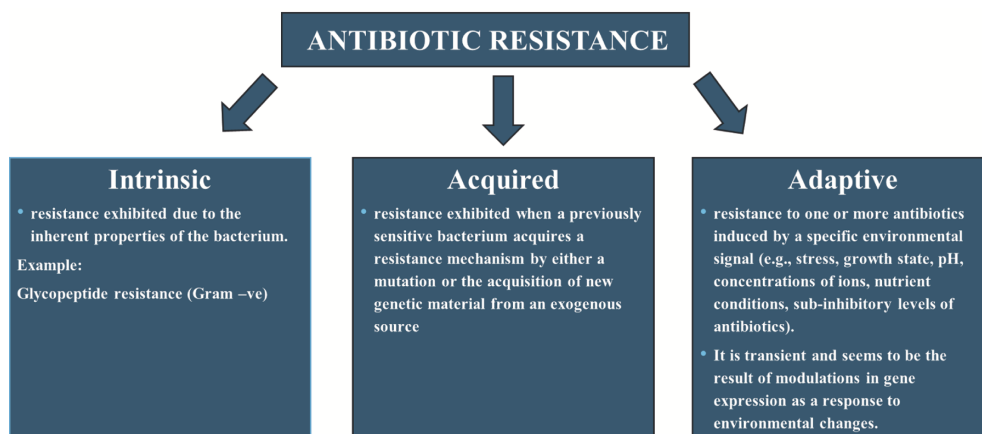 ANTIBIOTIC RESISTANCE
Intrinsic
• resistance exhibited due to the
inherent properties of the bacterium.
Example:
Glycopeptide resistance (Gram –ve)
Acquired
• resistance exhibited when a previously
sensitive bacterium acquires a
resistance mechanism by either a
mutation or the acquisition of new
genetic material from an exogenous
source
Adaptive
• resistance to one or more antibiotics
induced by a specific environmental
signal (e.g., stress, growth state, pH,
concentrations of ions, nutrient
conditions, sub-inhibitory levels of
antibiotics).
• It is transient and seems to be the
result of modulations in gene
expression as a response to
environmental changes.